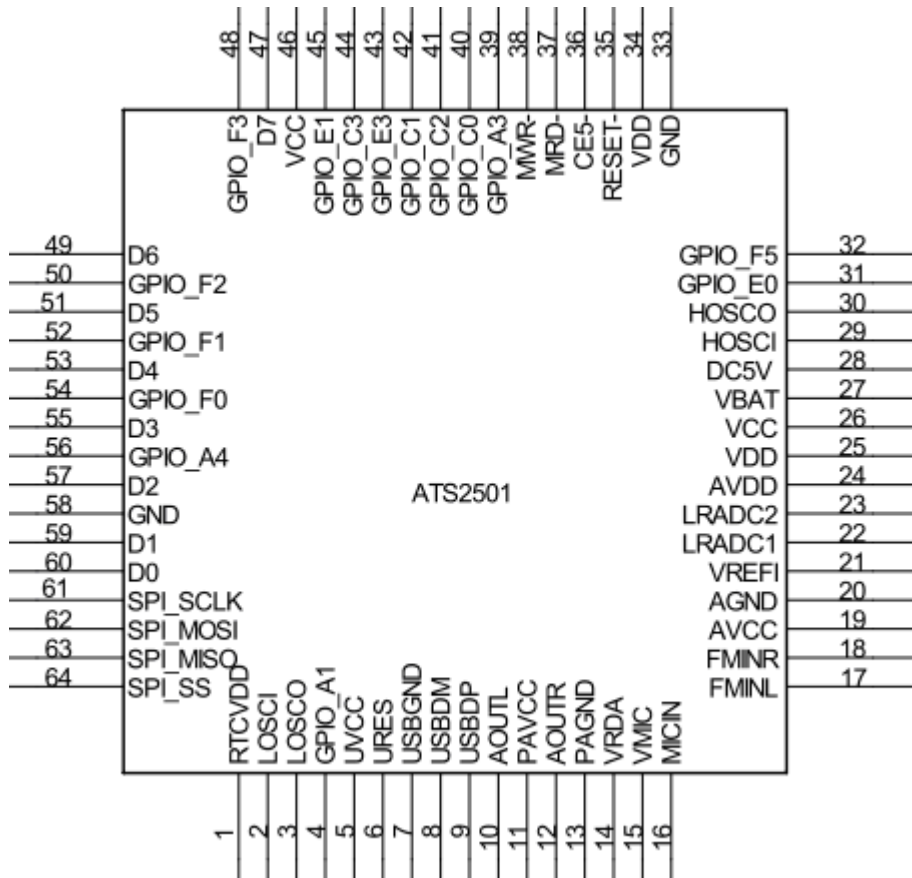 48 47 46 45 44 43 42 41 40 39 38 37 36 35 34 33
GPIO_F3 D7 VCC GPIO_E1 GPIO_C3 GPIO_E3 GPIO_C1 GPIO_C2 GPIO_C0 GPIO_A3 MWR- MRD- CE5- RESET- VDD GND
49 D6 GPIO_F5 32
50 GPIO_F2 GPIO_E0 31
51 D5 HOSCO 30
52 GPIO_F1 HOSCI 29
53 D4 DC5V 28
54 GPIO_F0 VBAT 27
55 D3 VCC 26
56 GPIO_A4 VDD 25
57 D2 AVDD 24
ATS2501
58 GND LRADC2 23
59 D1 LRADC1 22
60 D0 VREFI 21
61 SPI_SCLK AGND 20
62 SPI_MOSI AVCC 19
63 SPI_MISO FMINR 18
64 SPI_SS FMINL 17
RTCVDD LOSCI LOSCO GPIO_A1 UVCC URES USBGND USBDM USBDP AOUTL PAVCC AOUTR PAGND VRDA VMIC MICIN
1 2 3 4 5 6 7 8 9 10 11 12 13 14 15 16